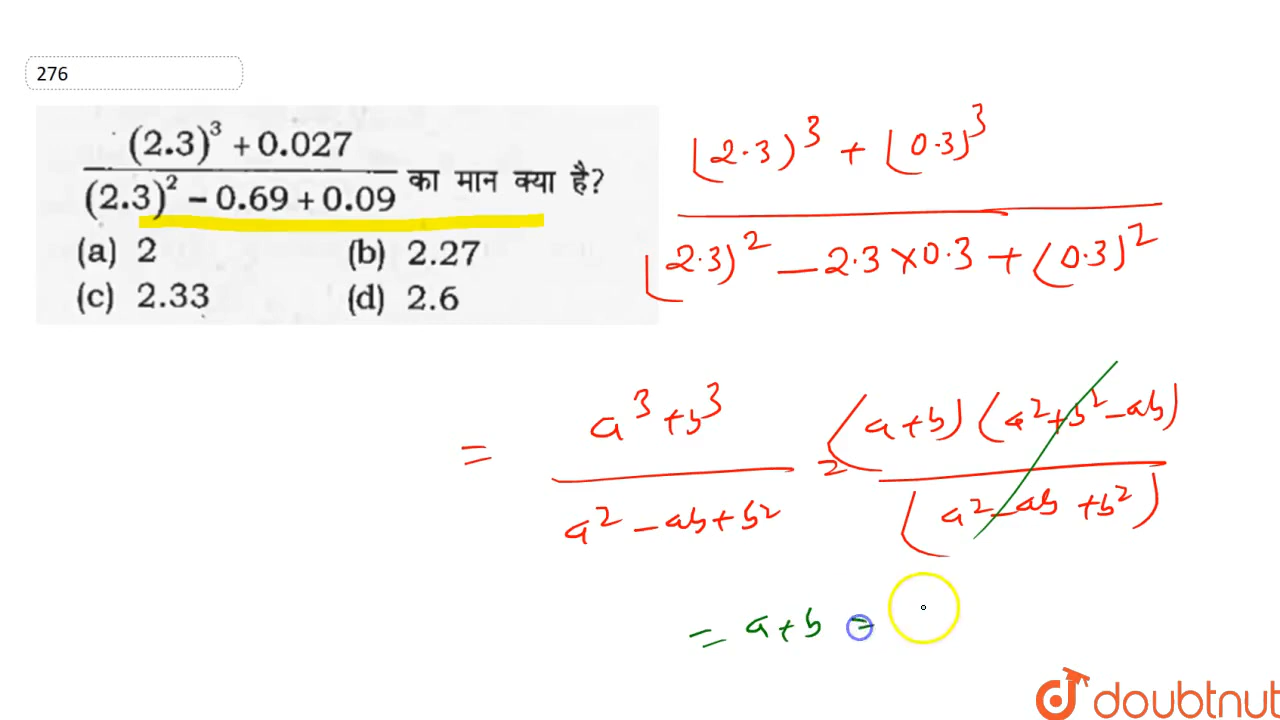 276
(2.3)³ + 0.027
(2.3)² − 0.69 + 0.09 का मान क्या है?
(a) 2 (b) 2.27
(c) 2.33 (d) 2.6
(2.3)³ + (0.3)³
(2.3)² − 2.3 × 0.3 + (0.3)²
= a³ + b³ = (a+b) (a² + b² − ab)
a² − ab + b² (a² − ab + b²)
= a + b =
doubtnut